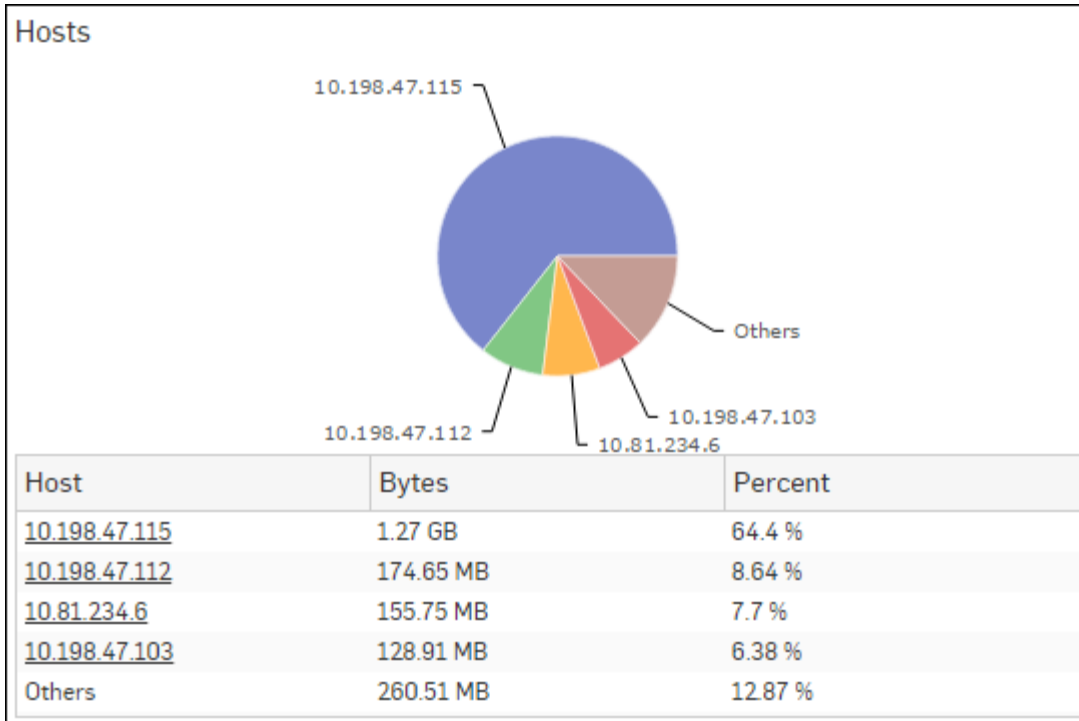 Hosts
10.198.47.115
Others
10.198.47.103
10.198.47.112
10.81.234.6
Host Bytes Percent
10.198.47.115 1.27 GB 64.4 %
10.198.47.112 174.65 MB 8.64 %
10.81.234.6 155.75 MB 7.7 %
10.198.47.103 128.91 MB 6.38 %
Others 260.51 MB 12.87 %